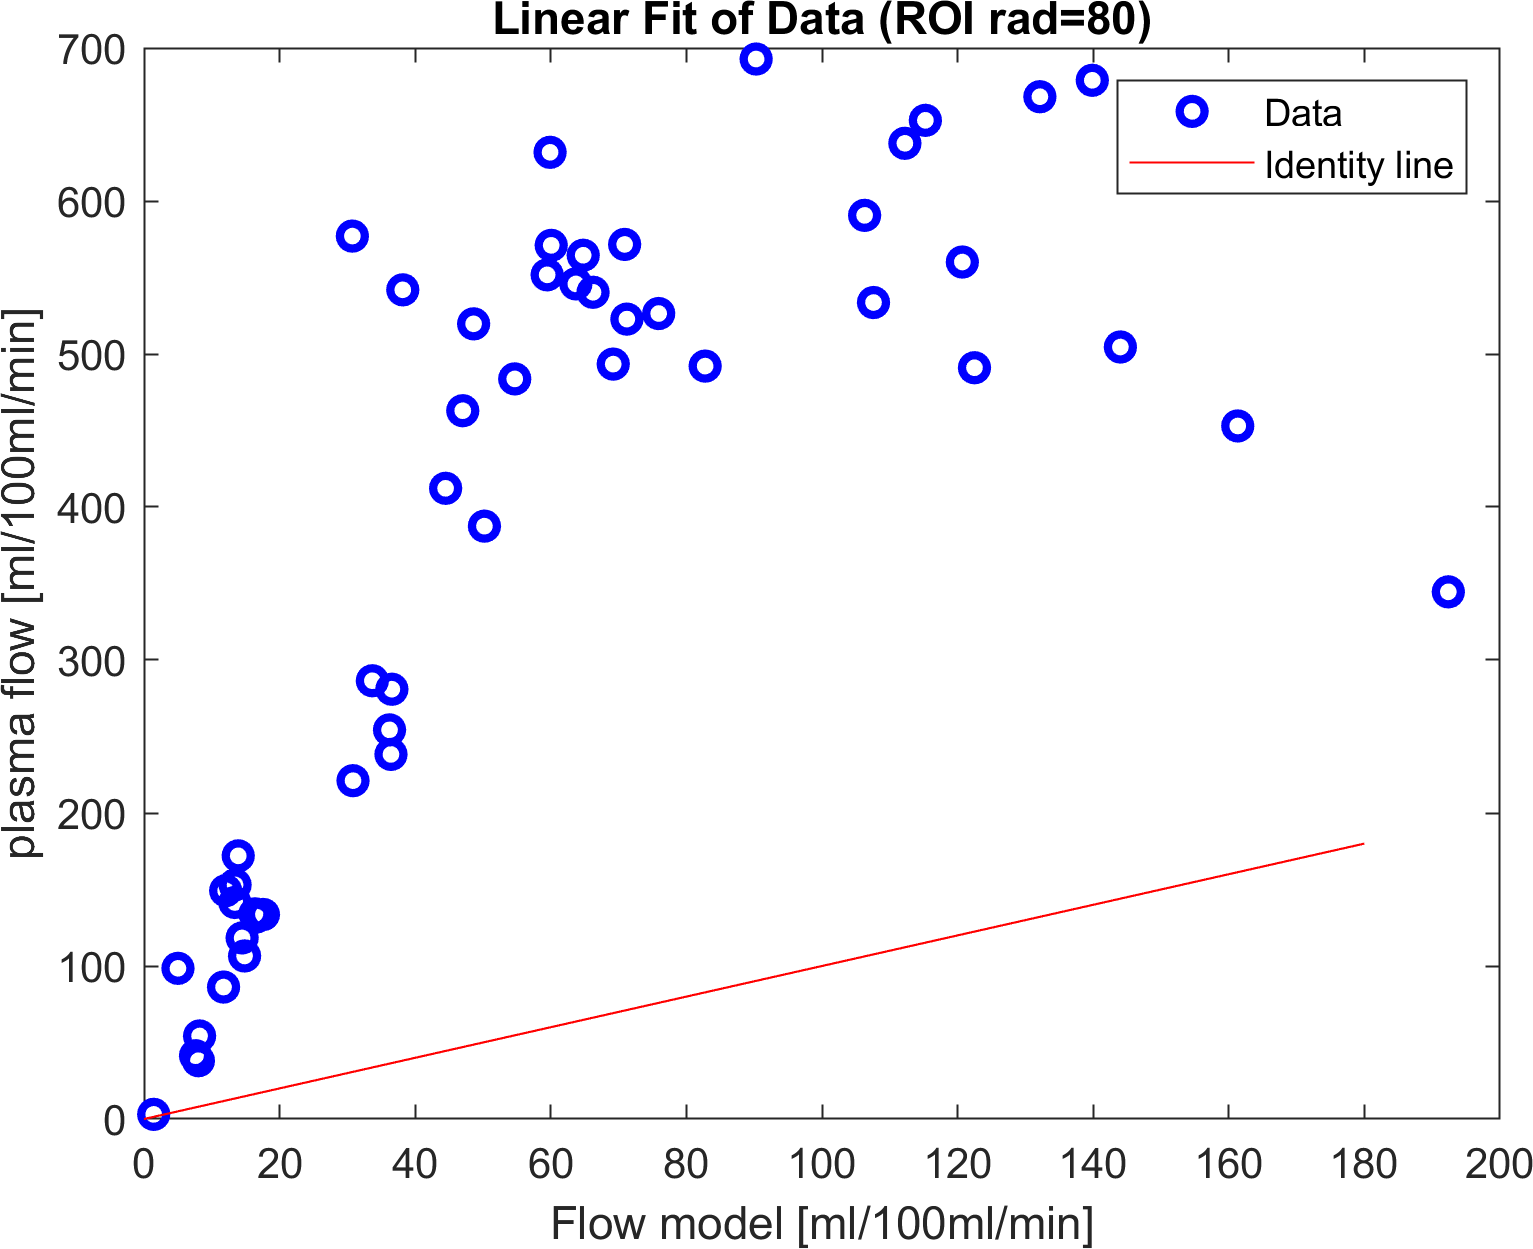 Linear Fit of Data (ROI rad=80)
700
600
500
400
300
200
100
0
plasma flow [ml/100ml/min]
Data
Identity line
0 20 40 60 80 100 120 140 160 180 200
Flow model [ml/100ml/min]